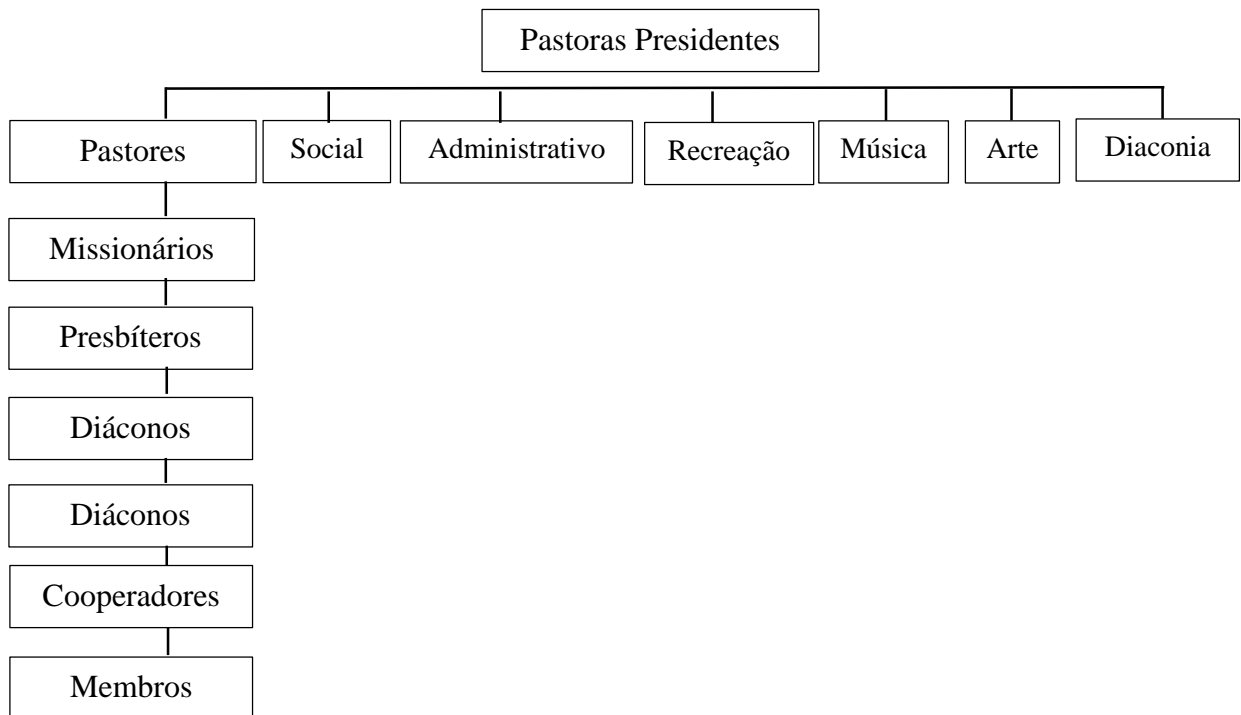 Pastoras Presidentes
Pastores
Social
Administrativo
Recreação
Música
Arte
Diaconia
Missionários
Presbíteros
Diáconos
Diáconos
Cooperadores
Membros